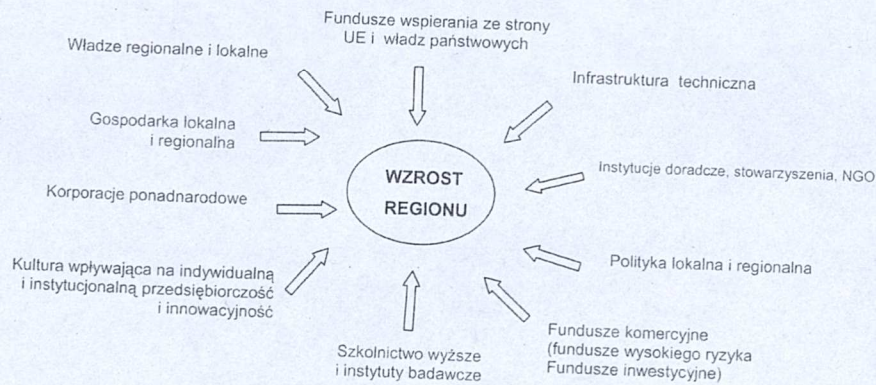 Fundusze wspierania ze strony
UE i władz państwowych
Władze regionalne i lokalne
Infrastruktura techniczna
Gospodarka lokalna
i regionalna
Instytucje doradcze, stowarzyszenia, NGO
WZROST
REGIONU
Korporacje ponadnarodowe
Polityka lokalna i regionalna
Kultura wpływająca na indywidualną
i instytucjonalną przedsiębiorczość
i innowacyjność
Szkolnictwo wyższe
i instytuty badawcze
Fundusze komercyjne
(fundusze wysokiego ryzyka
Fundusze inwestycyjne)